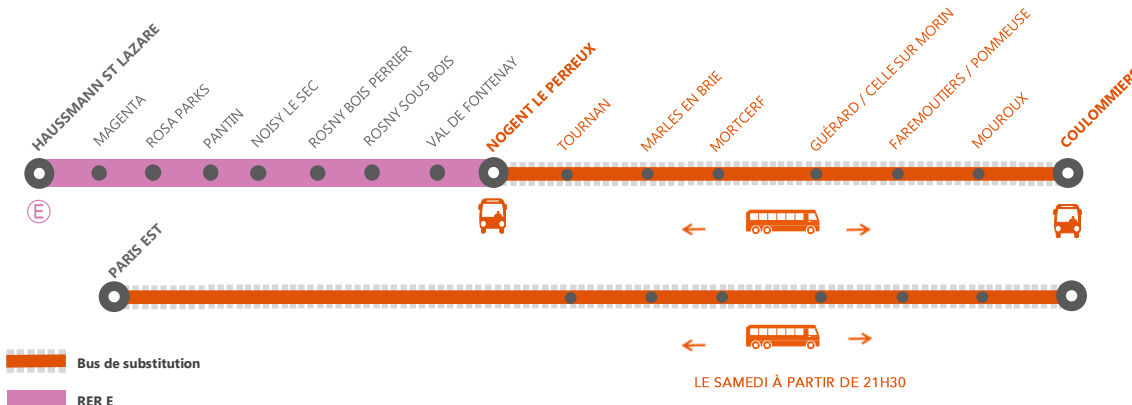 HAUSSMANN ST LAZARE
MAGENTA
ROSA PARKS
PANTIN
NOISY LE SEC
ROSNY BOIS PERRIER
ROSNY SOUS BOIS
VAL DE FONTENAY
NOGENT LE PERREUX
TOURNAN
MARLES EN BRIE
MORTCERF
GUÉRARD / CELLE SUR MORIN
FAREMOUTIERS / POMMEUSE
MOUROUX
COULOMMIERS
E
PARIS EST
Bus de substitution
LE SAMEDI À PARTIR DE 21H30
RER E